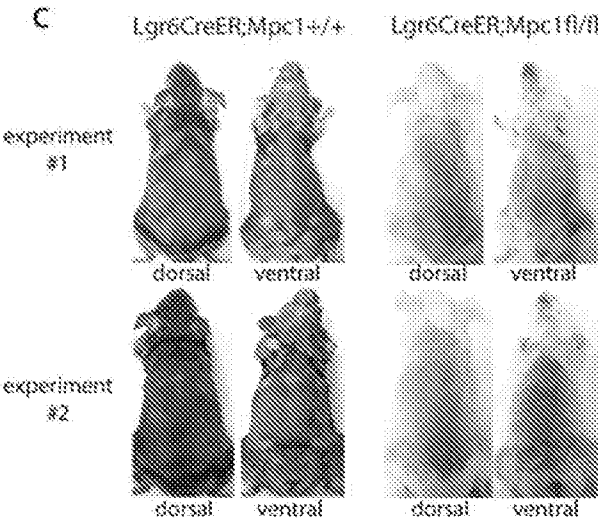 C
Lgr6CreER;Mpc1+/+ Lgr6CreER;Mpc1fl/fl
experiment
#1
dorsal ventral dorsal ventral
experiment
#2
dorsal ventral dorsal ventral